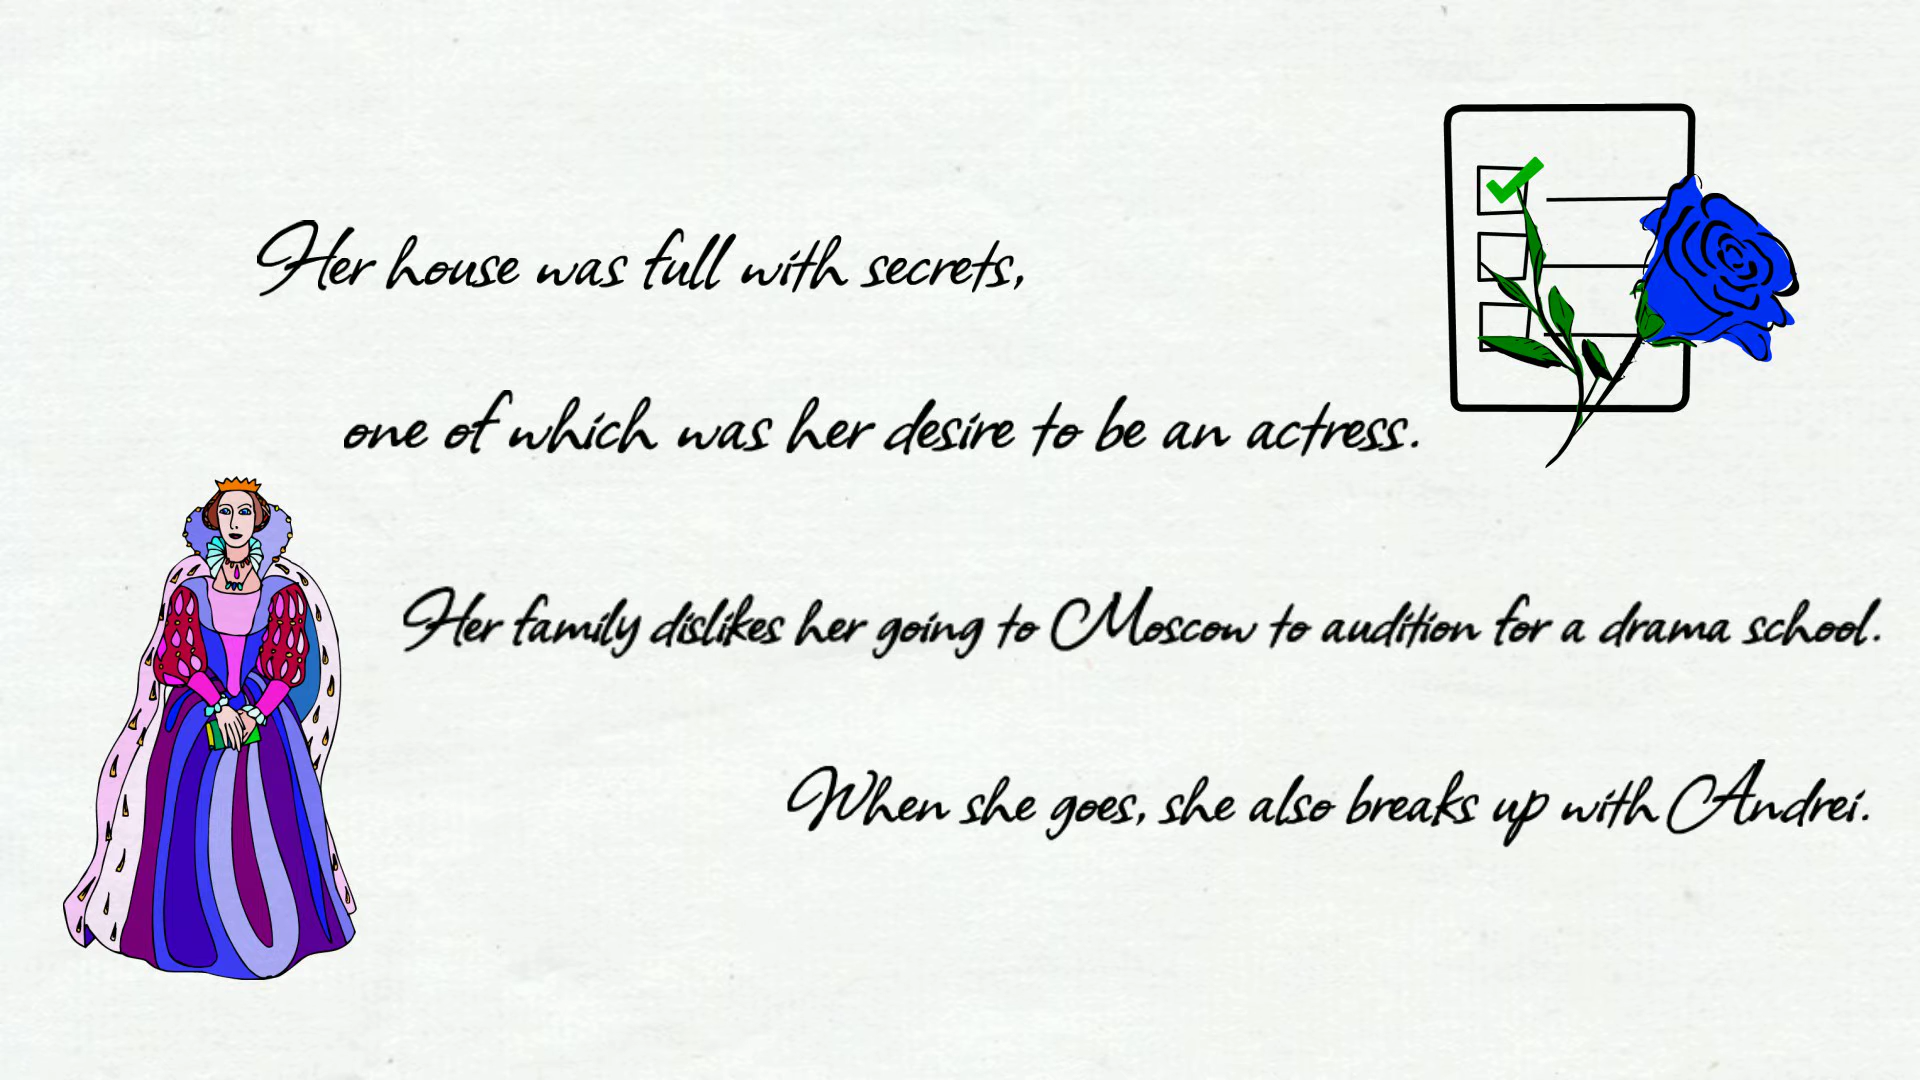 Her house was full with secrets,
one of which was her desire to be an actress.
Her family dislikes her going to Moscow to audition for a drama school.
When she goes, she also breaks up with Andrei.